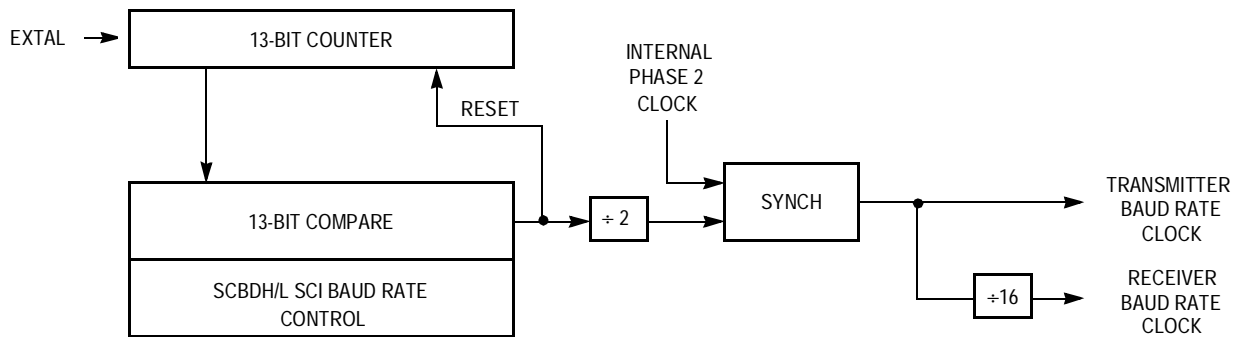 EXTAL
13-BIT COUNTER
INTERNAL
PHASE 2
CLOCK
RESET
13-BIT COMPARE
÷ 2
SYNCH
TRANSMITTER
BAUD RATE
CLOCK
SCBDH/L SCI BAUD RATE
CONTROL
÷16
RECEIVER
BAUD RATE
CLOCK